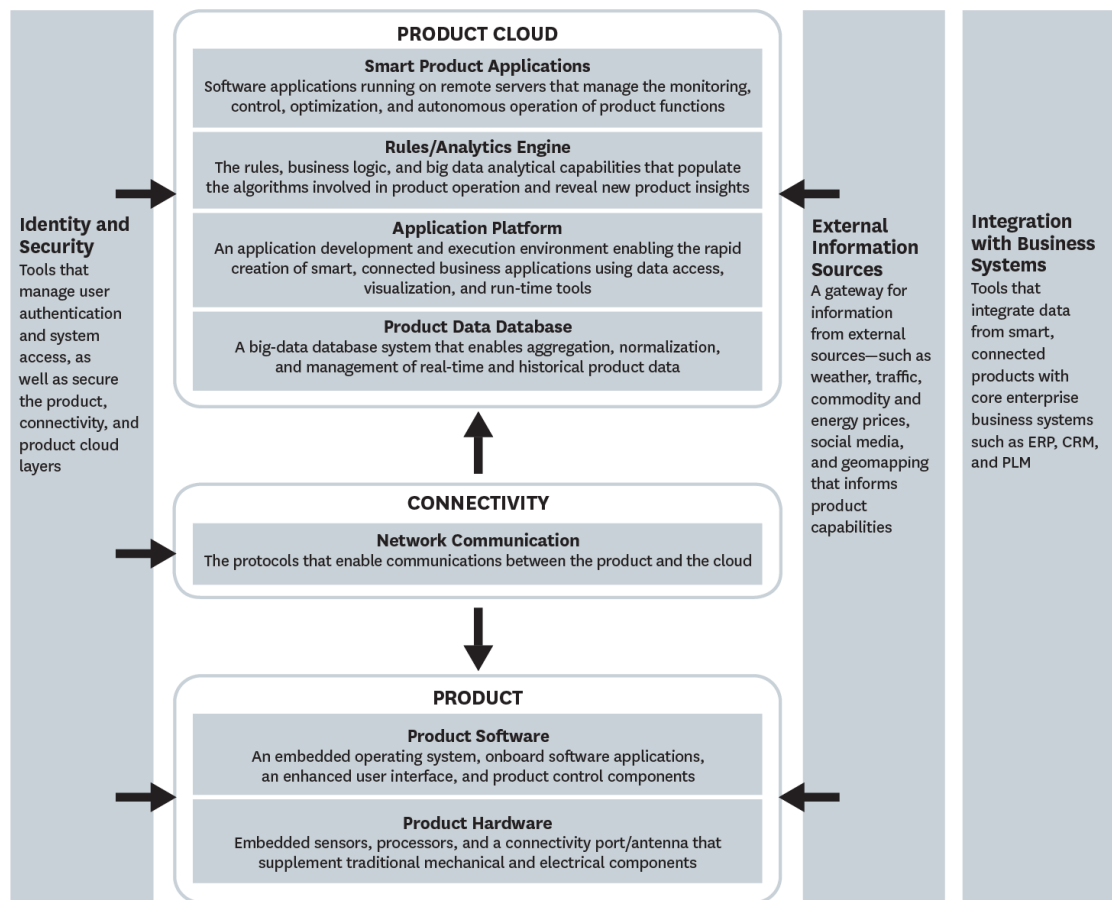 PRODUCT CLOUD
Smart Product Applications
Software applications running on remote servers that manage the monitoring,
control, optimization, and autonomous operation of product functions
Rules/Analytics Engine
The rules, business logic, and big data analytical capabilities that populate
the algorithms involved in product operation and reveal new product insights
Application Platform
An application development and execution environment enabling the rapid
creation of smart, connected business applications using data access,
visualization, and run-time tools
Product Data Database
A big-data database system that enables aggregation, normalization,
and management of real-time and historical product data
CONNECTIVITY
Network Communication
The protocols that enable communications between the product and the cloud
PRODUCT
Product Software
An embedded operating system, onboard software applications,
an enhanced user interface, and product control components
Product Hardware
Embedded sensors, processors, and a connectivity port/antenna that
supplement traditional mechanical and electrical components
Identity and
Security
Tools that
manage user
authentication
and system
access, as
well as secure
the product,
connectivity, and
product cloud
layers
External
Information
Sources
A gateway for
information
from external
sources—such as
weather, traffic,
commodity and
energy prices,
social media,
and geomapping
that informs
product
capabilities
Integration
with Business
Systems
Tools that
integrate data
from smart,
connected
products with
core enterprise
business systems
such as ERP, CRM,
and PLM